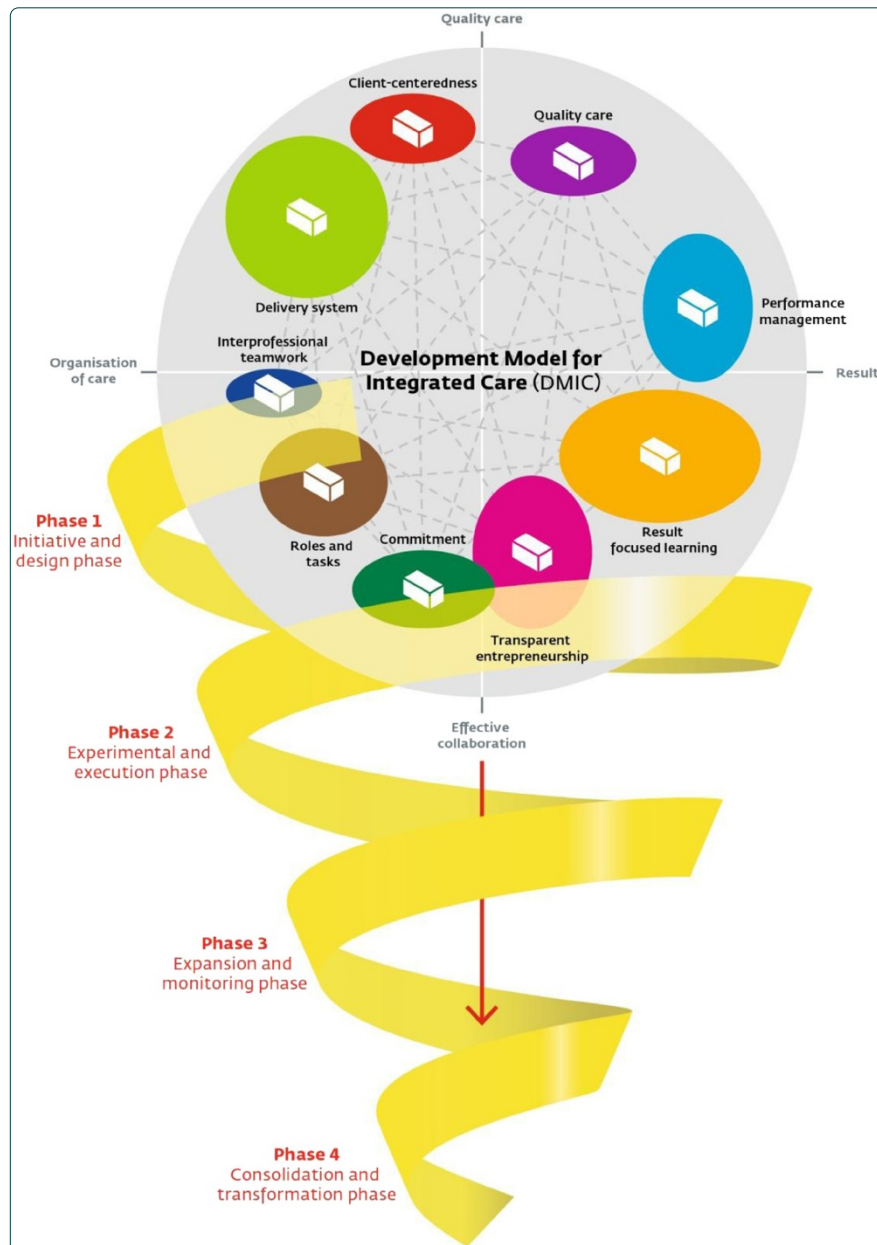 Quality care
Client-centeredness
Quality care
Delivery system
Performance
management
Interprofessional
teamwork
Organisation
of care
Development Model for
Integrated Care (DMIC)
Result
Phase 1
Initiative and
design phase
Roles and
tasks
Commitment
Result
focused learning
Transparent
entrepreneurship
Effective
collaboration
Phase 2
Experimental and
execution phase
Phase 3
Expansion and
monitoring phase
Phase 4
Consolidation and
transformation phase